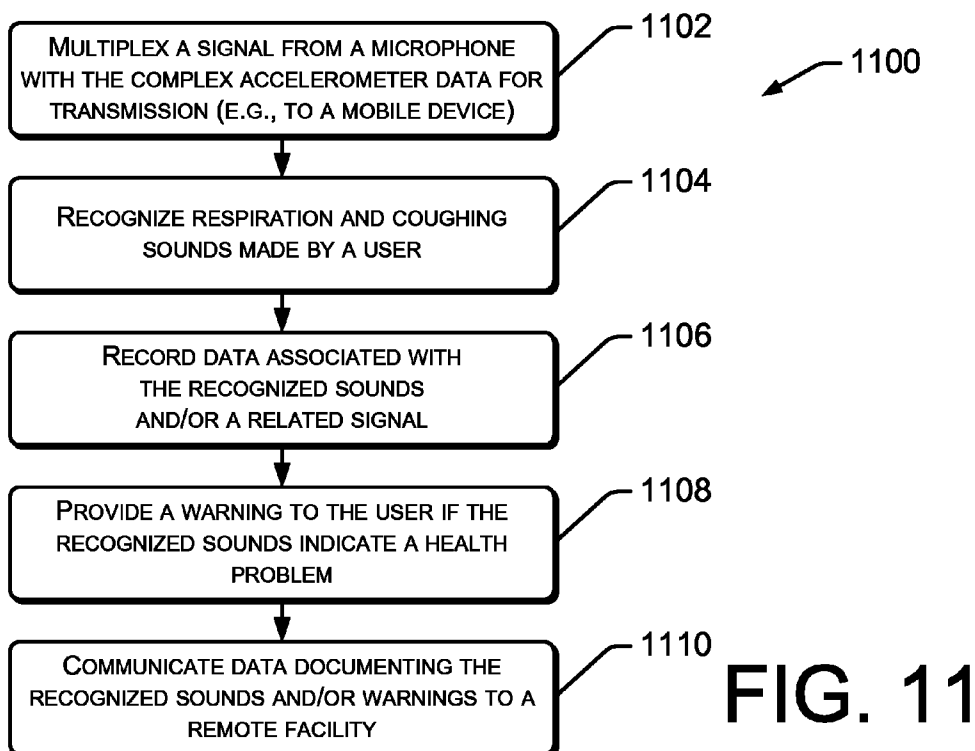 MULTIPLEX A SIGNAL FROM A MICROPHONE
WITH THE COMPLEX ACCELEROMETER DATA FOR
TRANSMISSION (E.G., TO A MOBILE DEVICE)
1102
1100
RECOGNIZE RESPIRATION AND COUGHING
SOUNDS MADE BY A USER
1104
RECORD DATA ASSOCIATED WITH
THE RECOGNIZED SOUNDS
AND/OR A RELATED SIGNAL
1106
PROVIDE A WARNING TO THE USER IF THE
RECOGNIZED SOUNDS INDICATE A HEALTH
PROBLEM
1108
COMMUNICATE DATA DOCUMENTING THE
RECOGNIZED SOUNDS AND/OR WARNINGS TO A
REMOTE FACILITY
1110
FIG. 11